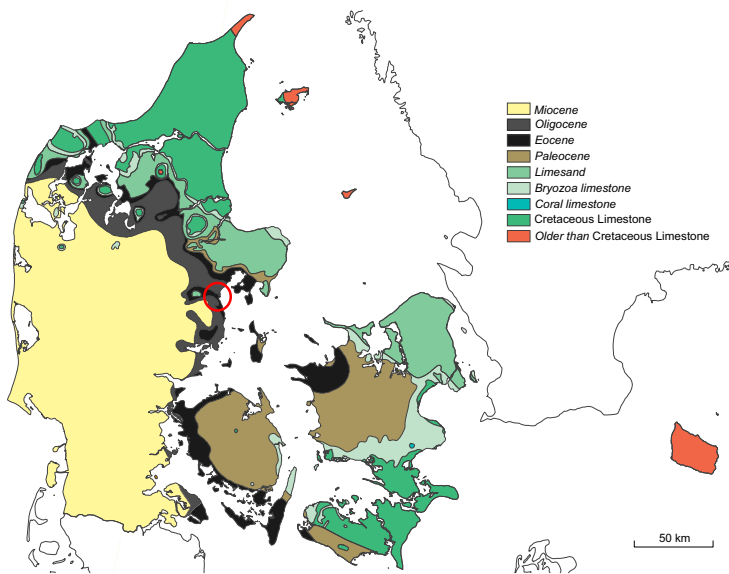 Miocene
Oligocene
Eocene
Paleocene
Limesand
Bryozoa limestone
Coral limestone
Cretaceous Limestone
Older than Cretaceous Limestone
50 km